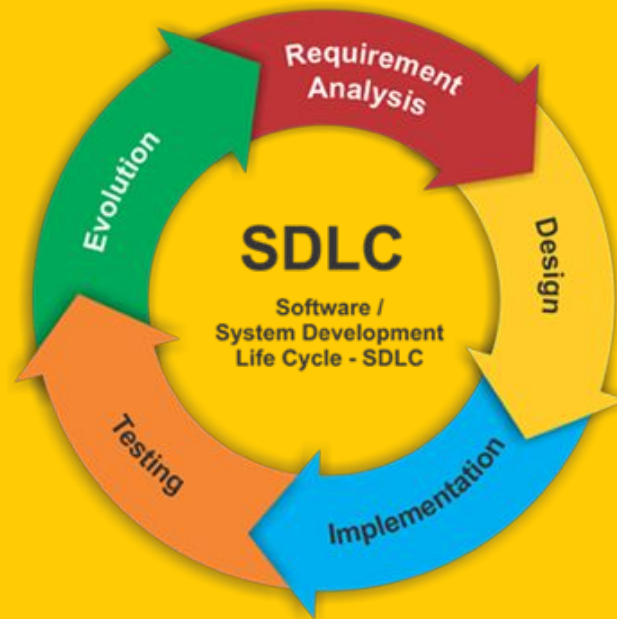 Requirement
Analysis
Design
Implementation
Testing
Evolution
SDLC
Software /
System Development
Life Cycle - SDLC